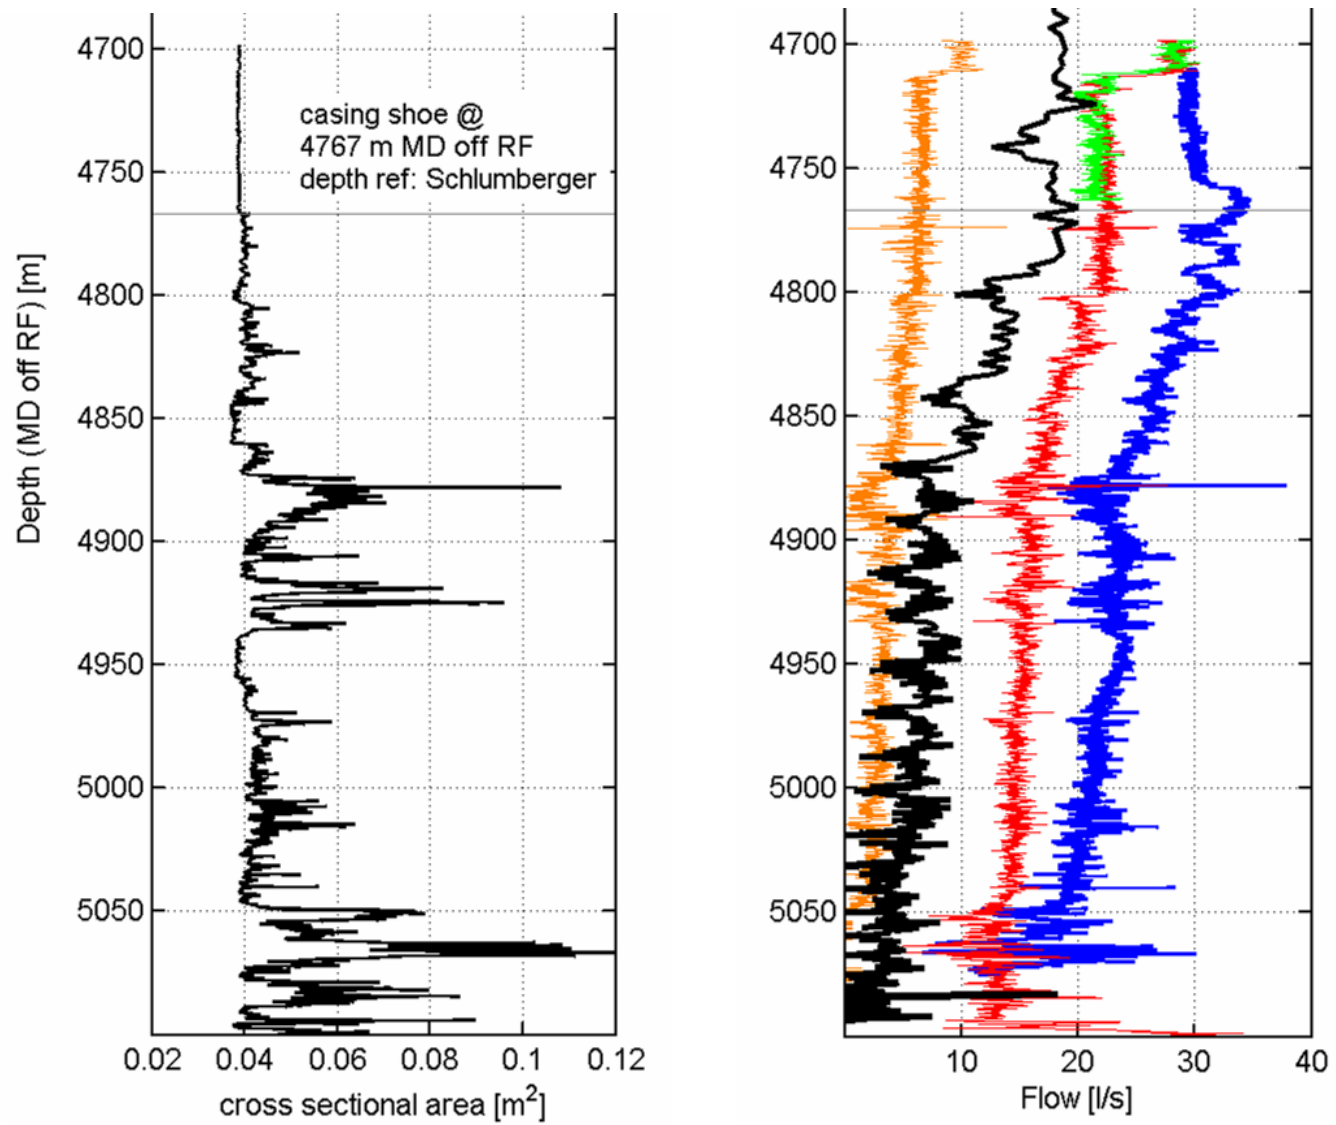 4700
4750
4800
4850
4900
4950
5000
5050
Depth (MD off RF) [m]
casing shoe @
4767 m MD off RF
depth ref: Schlumberger
0.02 0.04 0.06 0.08 0.1 0.12
cross sectional area [m²]
4700
4750
4800
4850
4900
4950
5000
5050
10 20 30 40
Flow [l/s]